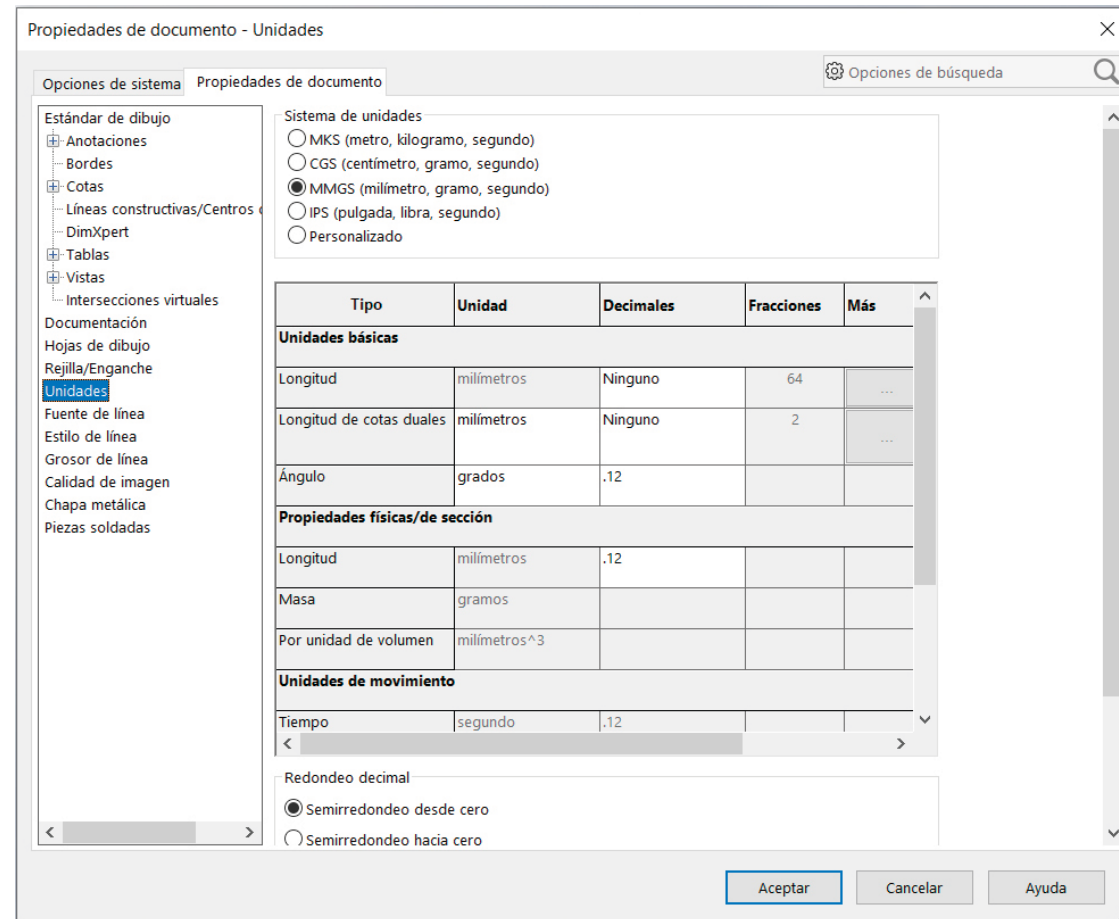 Propiedades de documento - Unidades
Opciones de sistema
Propiedades de documento
Opciones de búsqueda
Estándar de dibujo
Anotaciones
Bordes
Cotas
Líneas constructivas/Centros
DimXpert
Tablas
Vistas
Intersecciones virtuales
Documentación
Hojas de dibujo
Rejilla/Enganche
Unidades
Fuente de línea
Estilo de línea
Grosor de línea
Calidad de imagen
Chapa metálica
Piezas soldadas
Sistema de unidades
MKS (metro, kilogramo, segundo)
CGS (centímetro, gramo, segundo)
MMGS (milímetro, gramo, segundo)
IPS (pulgada, libra, segundo)
Personalizado
Tipo Unidad Decimales Fracciones Más
Unidades básicas
Longitud milímetros Ninguno 64 ...
Longitud de cotas duales milímetros Ninguno 2 ...
Ángulo grados .12
Propiedades físicas/de sección
Longitud milímetros .12
Masa gramos
Por unidad de volumen milímetros^3
Unidades de movimiento
Tiempo segundo .12
Redondeo decimal
Semirredondeo desde cero
Semirredondeo hacia cero
Aceptar Cancelar Ayuda